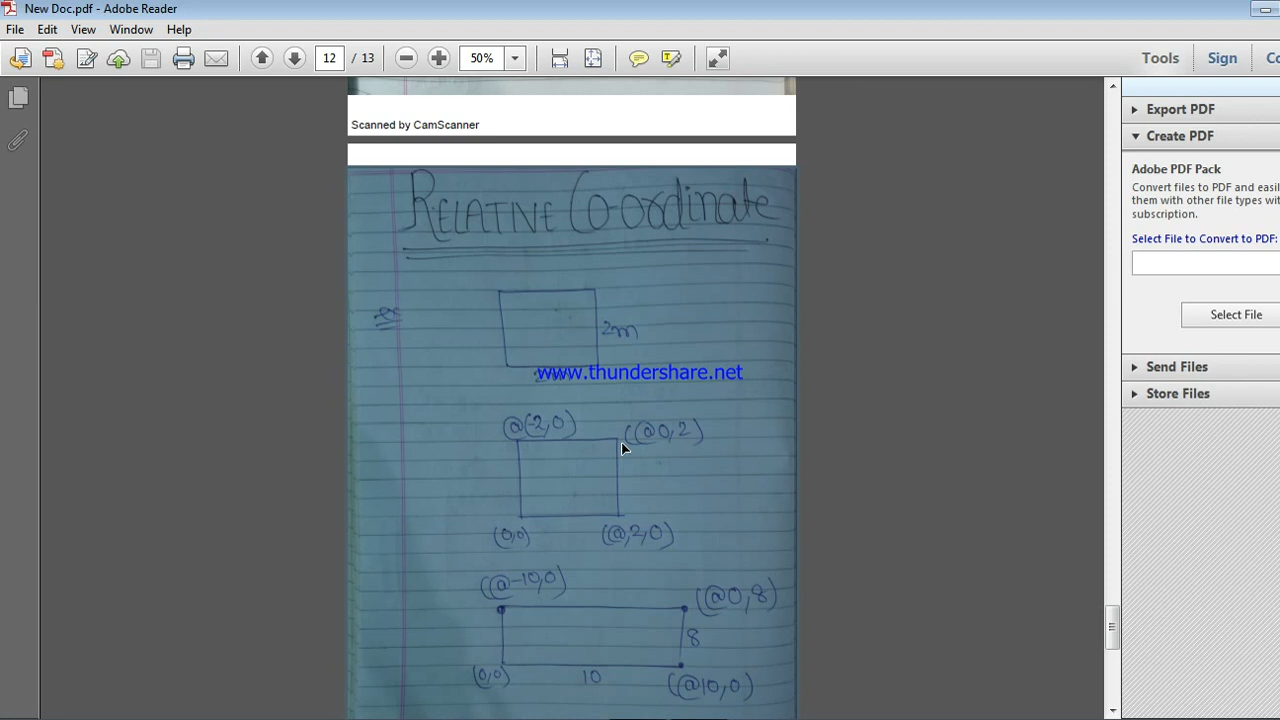 New Doc.pdf - Adobe Reader
File Edit View Window Help
12 / 13 50% Tools Sign Co
Scanned by CamScanner
Export PDF
Create PDF
Adobe PDF Pack
Convert files to PDF and easil
them with other file types wit
subscription.
Select File to Convert to PDF:
Select File
Send Files
Store Files
RELATIVE Co-ordinate
2m
www.thundershare.net
@(-2,0) (@0,2)
(0,0) (@,2,0)
(@-10,0) (@0,8)
8
(0,0) 10 (@10,0)